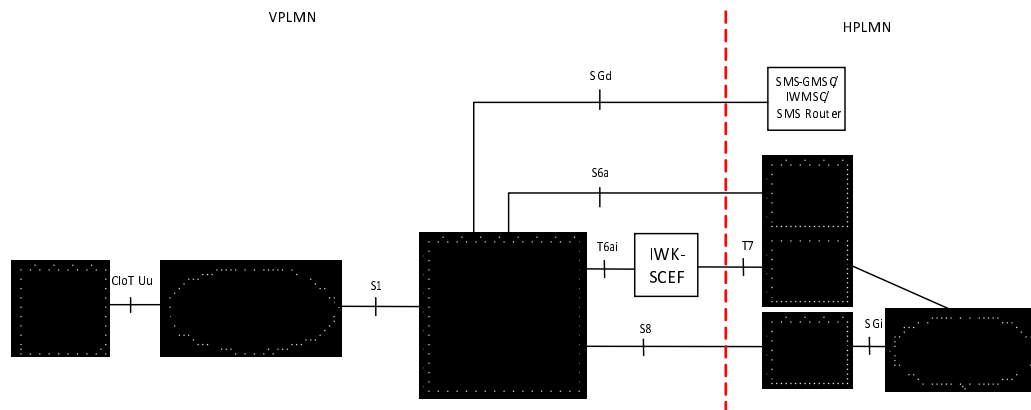 VPLMN
HPLMN
SGd
SMS-GMSC/
IWMSC/
SMS Router
S6a
T6ai
IWK-
SCEF
T7
CIoT Uu
S1
S8
SGi